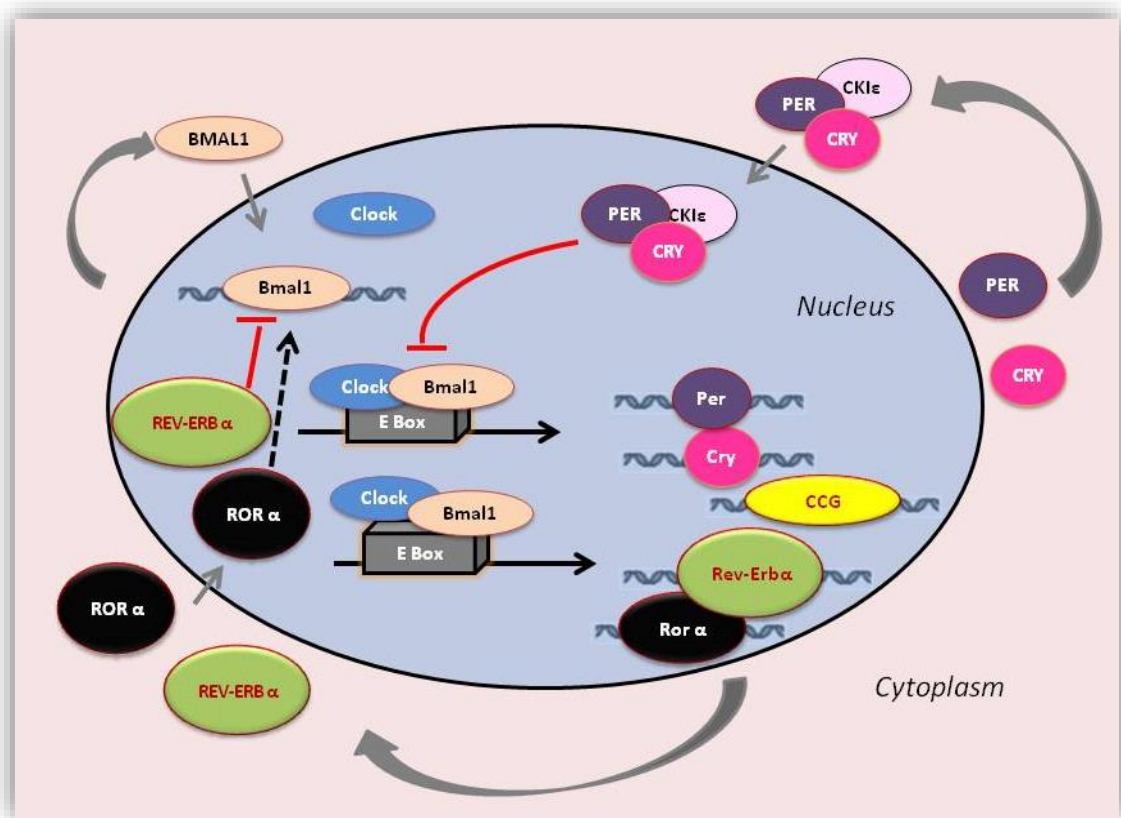 PER
CKIε
CRY
BMAL1
Clock
PER
CKIε
CRY
Bmal1
Nucleus
PER
CRY
Clock
Bmal1
E Box
REV-ERB α
Per
Cry
ROR α
Clock
Bmal1
E Box
CCG
Rev-Erb α
Ror α
ROR α
REV-ERB α
Cytoplasm